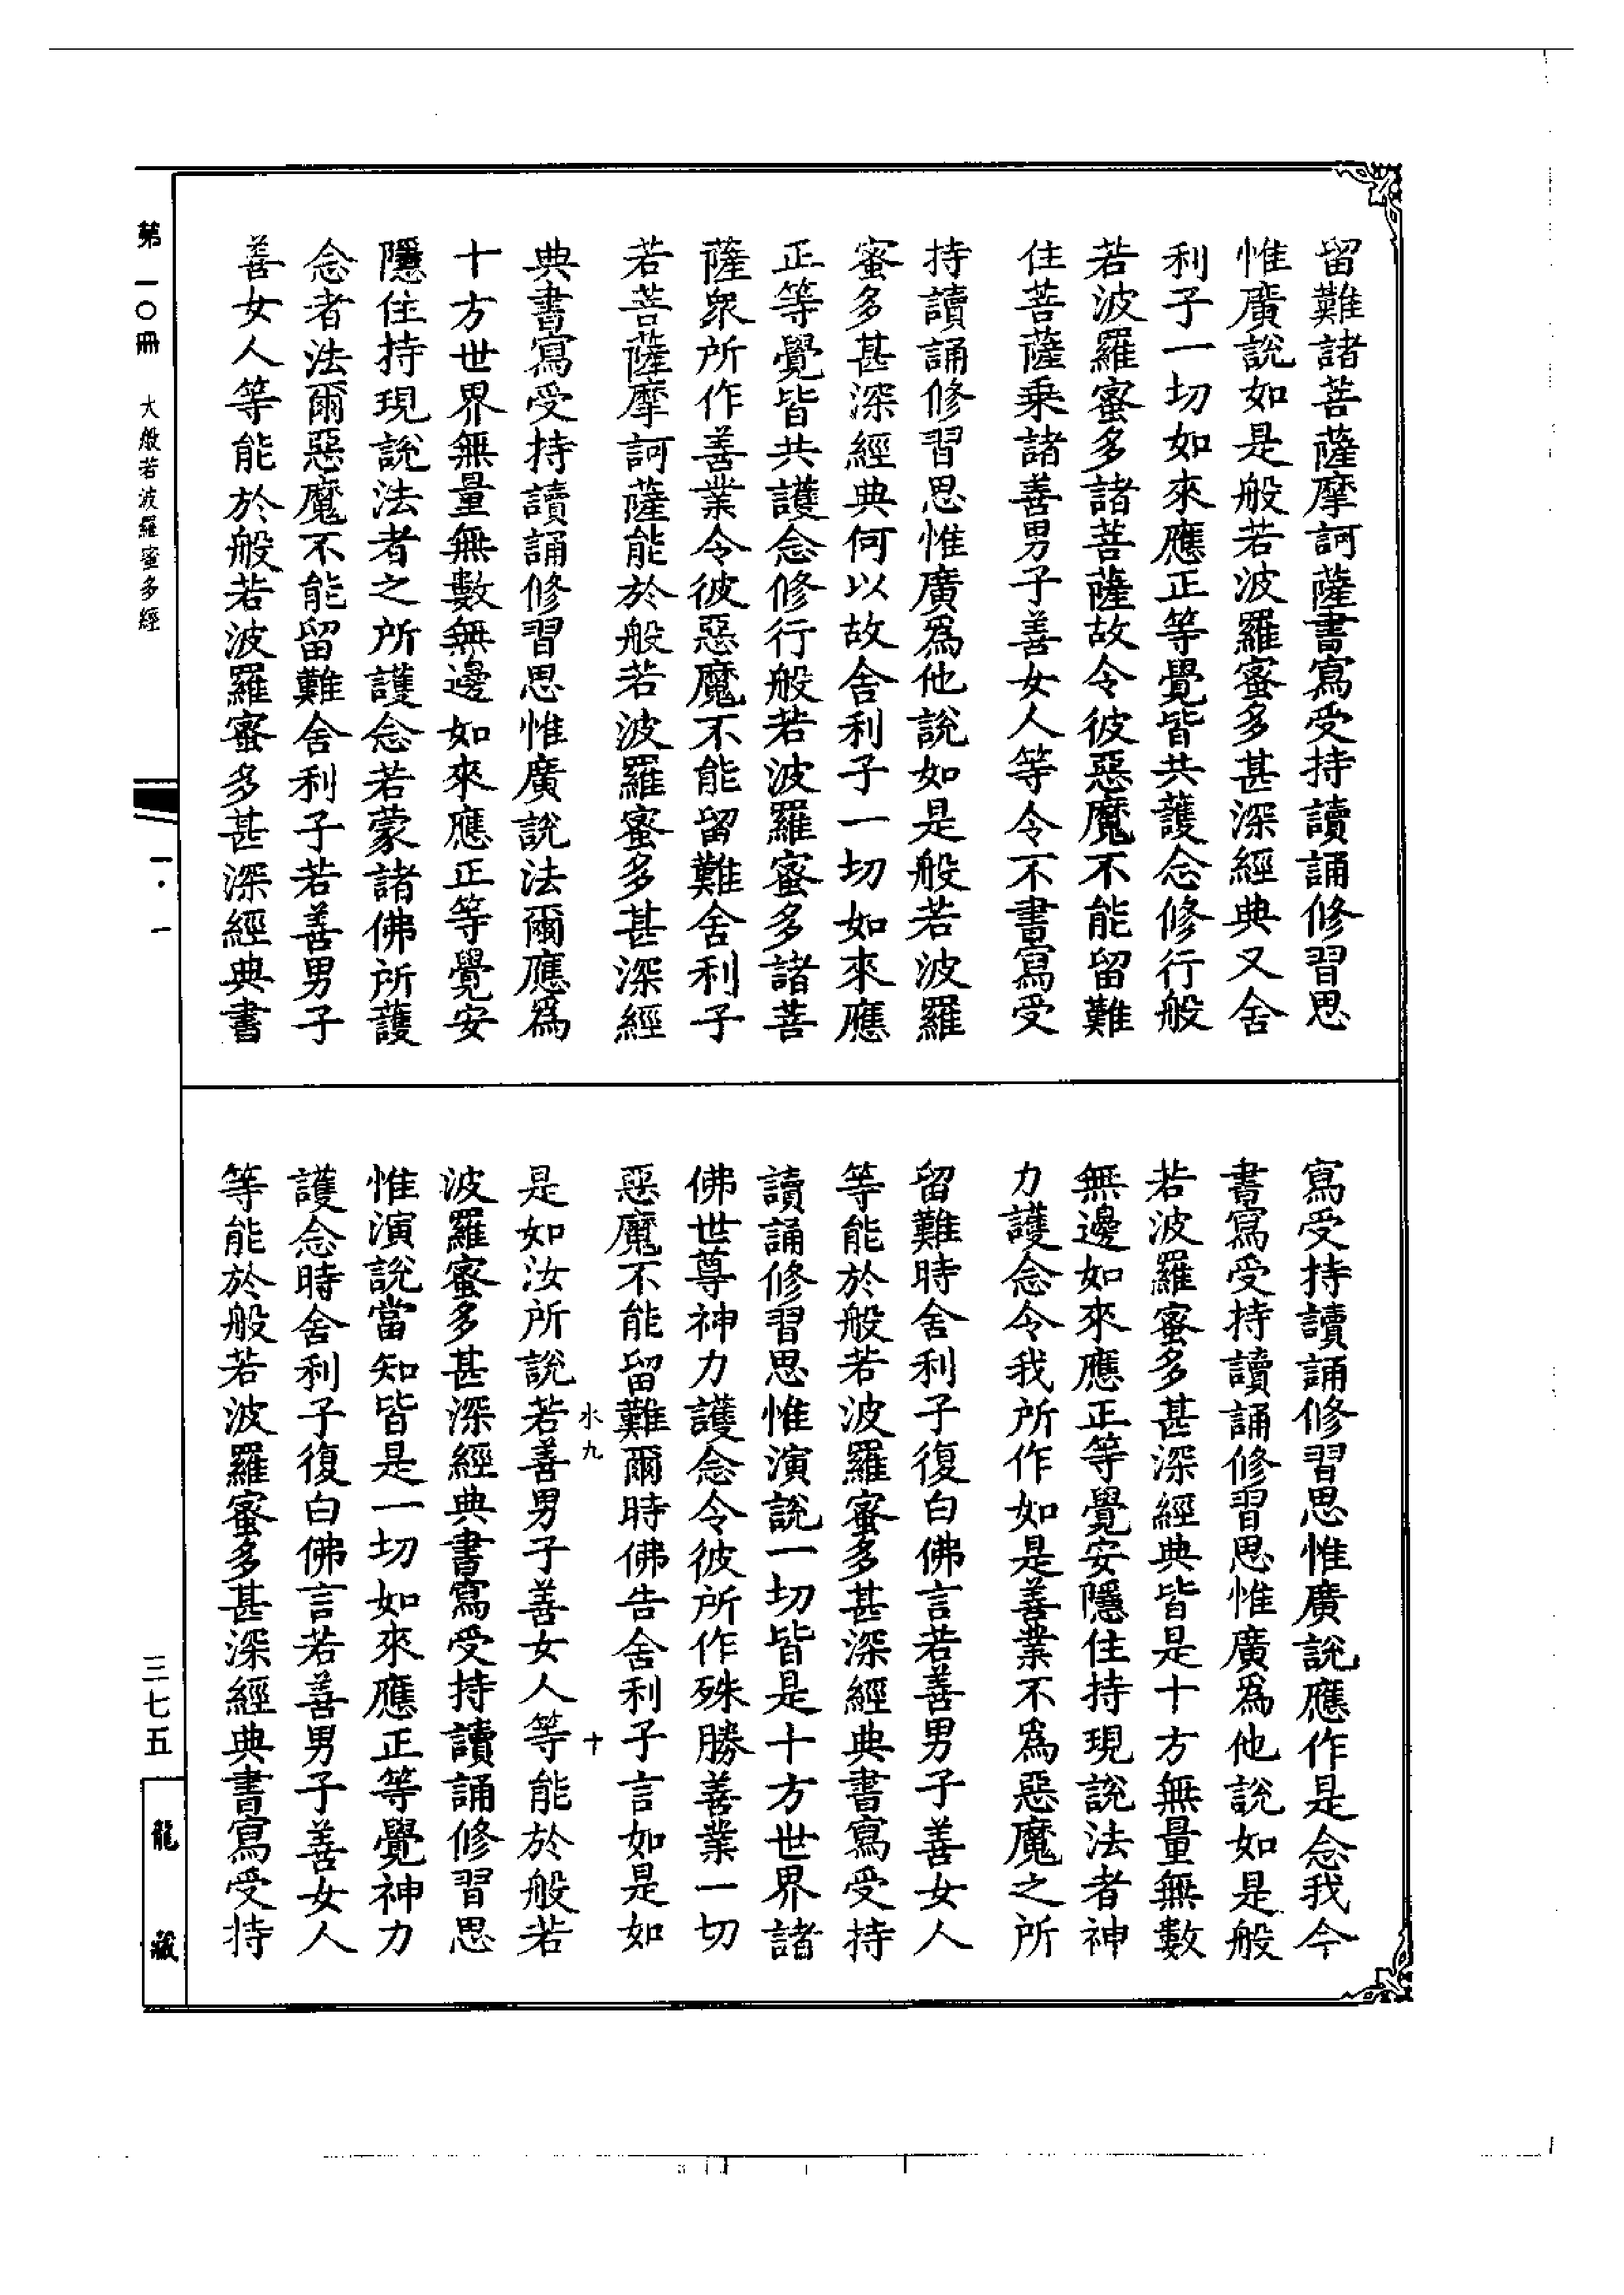 留難諸菩薩摩訶薩書寫受持讀誦修習思
惟廣說如是般若波羅蜜多甚深經典又舍
利子一切如來應正等覺皆共護念修行般
若波羅蜜多諸菩薩故令彼惡魔不能留難
住菩薩乘諸善男子善女人等令不書寫受
持讀誦修習思惟廣爲他說如是般若波羅
蜜多甚深經典何以故舍利子一切如來應
正等覺皆共護念修行般若波羅蜜多諸菩
薩衆所作善業令彼惡魔不能留難舍利子
若菩薩摩訶薩能於般若波羅蜜多甚深經
典書寫受持讀誦修習思惟廣說法爾應爲
十方世界無量無數無邊如來應正等覺安
隱住持現說法者之所護念若蒙諸佛所護
念者法爾惡魔不能留難舍利子若善男子
善女人等能於般若波羅蜜多甚深經典書
寫受持讀誦修習思惟廣說應作是念我今
書寫受持讀誦修習思惟廣爲他說如是般
若波羅蜜多甚深經典皆是十方無量無數
無邊如來應正等覺安隱住持現說法者神
力護念令我所作如是善業不爲惡魔之所
留難時舍利子復白佛言若善男子善女人
等能於般若波羅蜜多甚深經典書寫受持
讀誦修習思惟演說一切皆是十方世界諸
佛世尊神力護念令彼所作殊勝善業一切
惡魔不能留難爾時佛告舍利子言如是如
水九 十
是如汝所說若善男子善女人等能於般若
波羅蜜多甚深經典書寫受持讀誦修習思
惟演說當知皆是一切如來應正等覺神力
護念時舍利子復白佛言若善男子善女人
等能於般若波羅蜜多甚深經典書寫受持
第一〇冊 大般若波羅蜜多經
一·一
三七五
龍藏